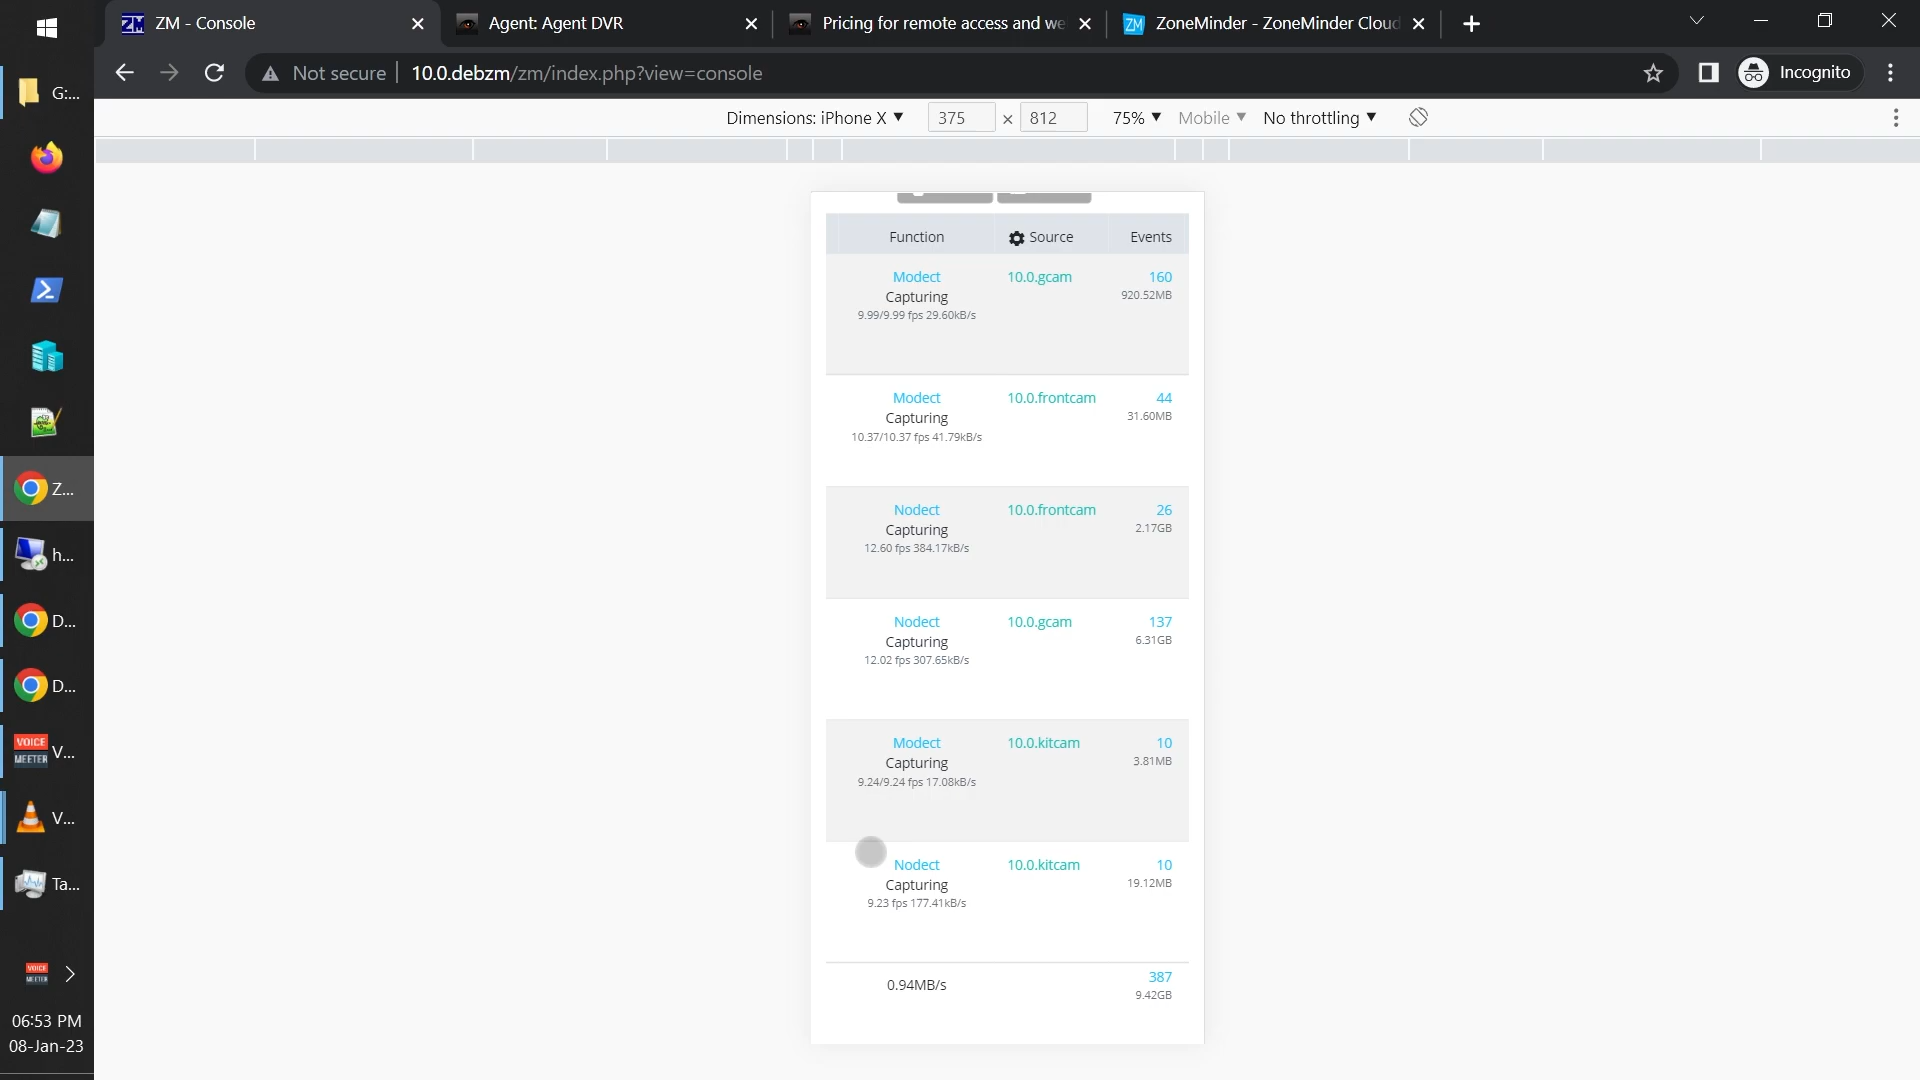 ZM - Console
Agent: Agent DVR
Pricing for remote access and we
ZoneMinder - ZoneMinder Cloud
Not secure
10.0.debzm/zm/index.php?view=console
Incognito
Dimensions: iPhone X
375
×
812
75%
Mobile
No throttling
Function
Source
Events
Modect
10.0.gcam
160
Capturing
920.52MB
9.99/9.99 fps 29.60kB/s
Modect
10.0.frontcam
44
Capturing
31.60MB
10.37/10.37 fps 41.79kB/s
Nodect
10.0.frontcam
26
Capturing
2.17GB
12.60 fps 384.17kB/s
Nodect
10.0.gcam
137
Capturing
6.31GB
12.02 fps 307.65kB/s
Modect
10.0.kitcam
10
Capturing
3.81MB
9.24/9.24 fps 17.08kB/s
Nodect
10.0.kitcam
10
Capturing
19.12MB
9.23 fps 177.41kB/s
0.94MB/s
387
9.42GB
G:...
Z...
h...
D...
D...
VOICE
MEETER
V...
V...
Ta...
VOICE
MEETER
06:53 PM
08-Jan-23